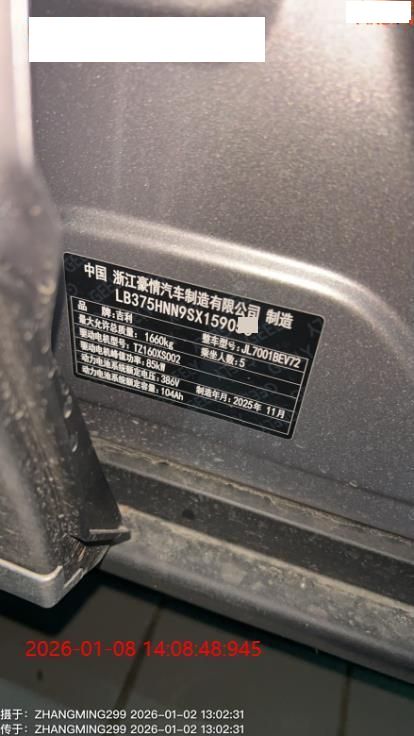 中国 浙江豪情汽车制造有限公司 制造
LB375HNN9SX1590
品 牌:吉利 整车型号:JL7001BEV72
最大允许总质量: 1660kg 乘坐人数:5
驱动电机型号:TZ160XS002
驱动电机峰值功率:85kW
动力电池系统额定电压:386V 制造年月:2025年 11月
动力电池系统额定容量:104Ah
2026-01-08 14:08:48:945
摄于: ZHANGMING299 2026-01-02 13:02:31
传于: ZHANGMING299 2026-01-02 13:02:31